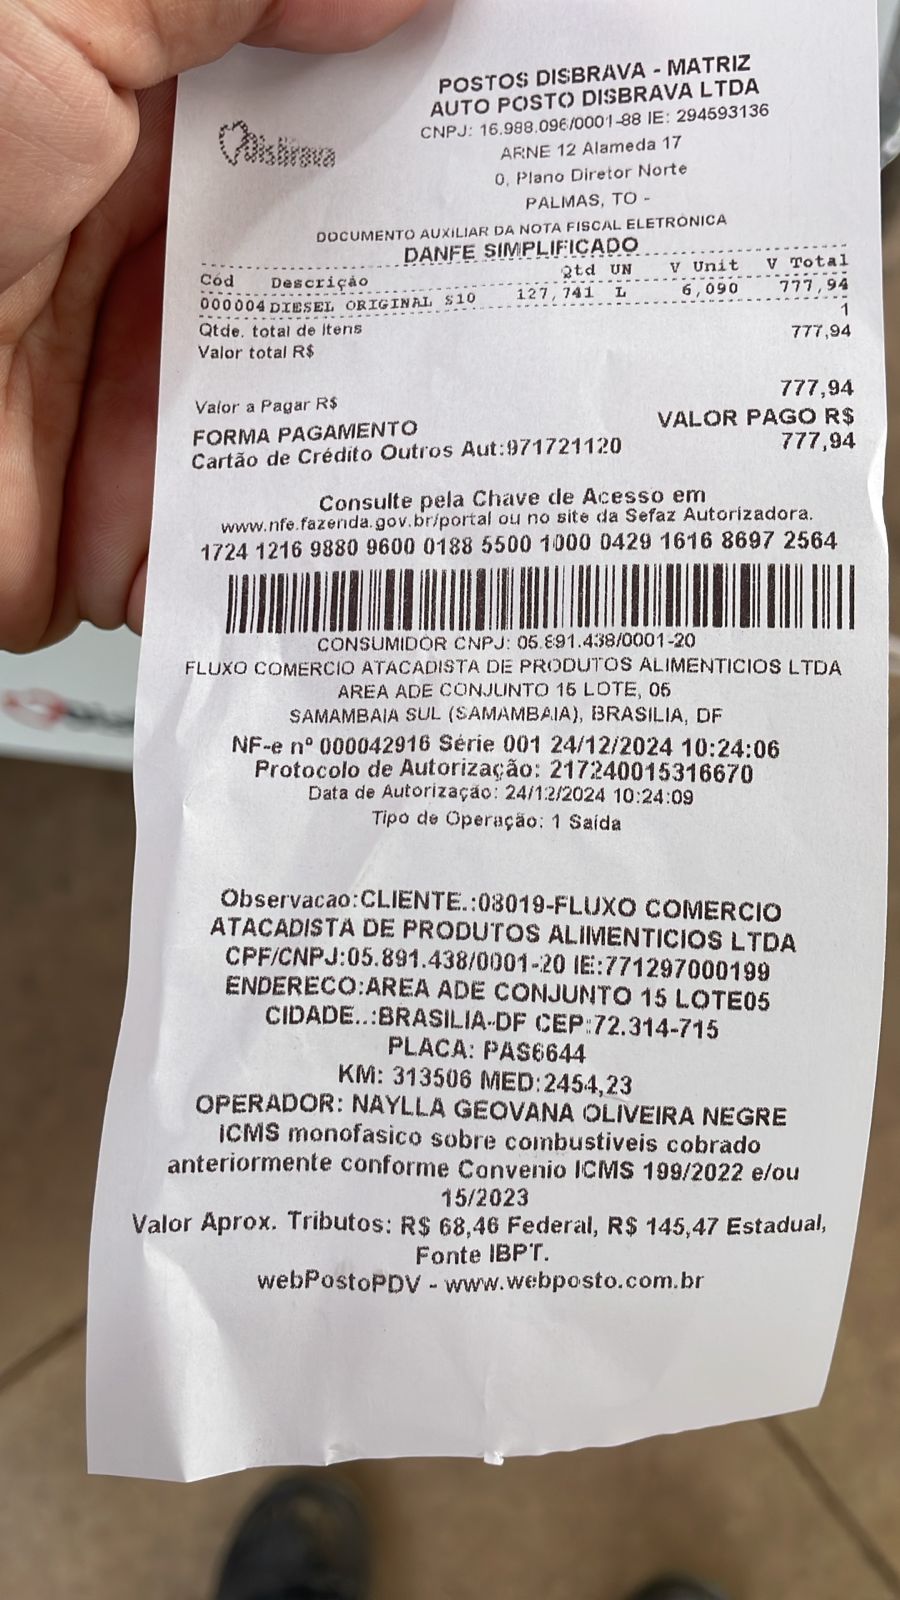 POSTOS DISBRAVA - MATRIZ
AUTO POSTO DISBRAVA LTDA
CNPJ: 16.988.096/0001-88 IE: 294593136
Disbrava
ARNE 12 Alameda 17
0, Plano Diretor Norte
PALMAS, TO -
DOCUMENTO AUXILIAR DA NOTA FISCAL ELETRÔNICA
DANFE SIMPLIFICADO
Cód Descrição Qtd UN V Unit V Total
000004 DIESEL ORIGINAL S10 127,741 L 6,090 777,94
Qtde. total de Itens 1
Valor total R$ 777,94
Valor a Pagar R$ 777,94
FORMA PAGAMENTO VALOR PAGO R$
Cartão de Crédito Outros Aut:971721120 777,94
Consulte pela Chave de Acesso em
www.nfe.fazenda.gov.br/portal ou no site da Sefaz Autorizadora.
1724 1216 9880 9600 0188 5500 1000 0429 1616 8697 2564
CONSUMIDOR CNPJ: 05.891.438/0001-20
FLUXO COMERCIO ATACADISTA DE PRODUTOS ALIMENTICIOS LTDA
AREA ADE CONJUNTO 15 LOTE, 05
SAMAMBAIA SUL (SAMAMBAIA), BRASILIA, DF
NF-e nº 000042916 Série 001 24/12/2024 10:24:06
Protocolo de Autorização: 217240015316670
Data de Autorização: 24/12/2024 10:24:09
Tipo de Operação: 1 Saída
Observacao:CLIENTE.:08019-FLUXO COMERCIO
ATACADISTA DE PRODUTOS ALIMENTICIOS LTDA
CPF/CNPJ:05.891.438/0001-20 IE:771297000199
ENDERECO:AREA ADE CONJUNTO 15 LOTE05
CIDADE..:BRASILIA-DF CEP:72.314-715
PLACA: PAS6644
KM: 313506 MED:2454,23
OPERADOR: NAYLLA GEOVANA OLIVEIRA NEGRE
ICMS monofasico sobre combustiveis cobrado
anteriormente conforme Convenio ICMS 199/2022 e/ou
15/2023
Valor Aprox. Tributos: R$ 68,46 Federal, R$ 145,47 Estadual,
Fonte IBPT.
webPostoPDV - www.webposto.com.br